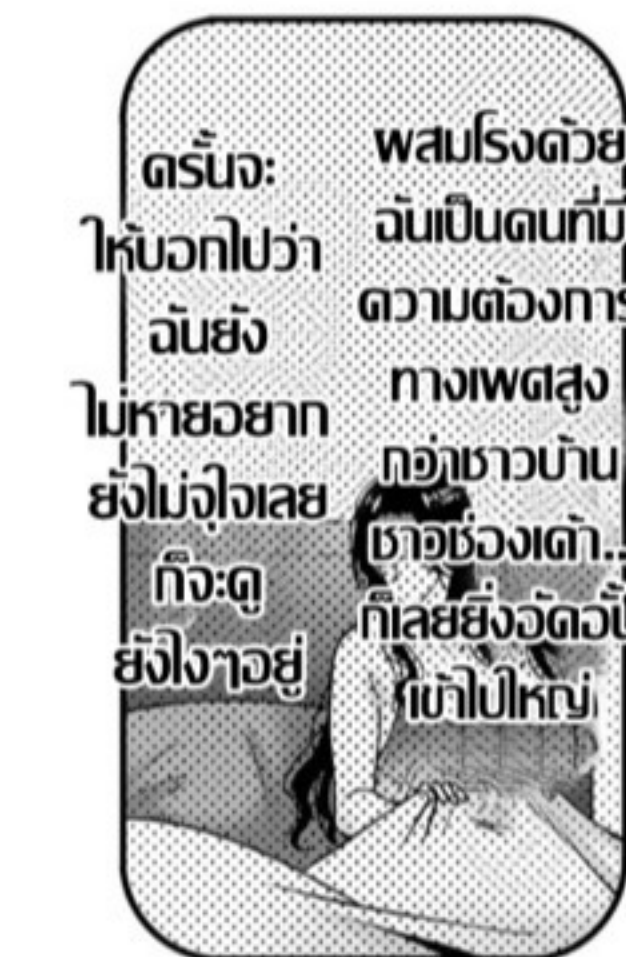 ผสมโรงด้วย
ฉันเป็นคนที่มี
ความต้องการ
ทางเพศสูง
กว่าชาวบ้าน
ชาวช่องเค้า..
ก็เลยยิ่งอัดอั้น
เข้าไปใหญ่
ครั้นจะ
ให้บอกไปว่า
ฉันยัง
ไม่หายอยาก
ยังไม่จุใจเลย
ก็จะดู
ยังไงๆอยู่